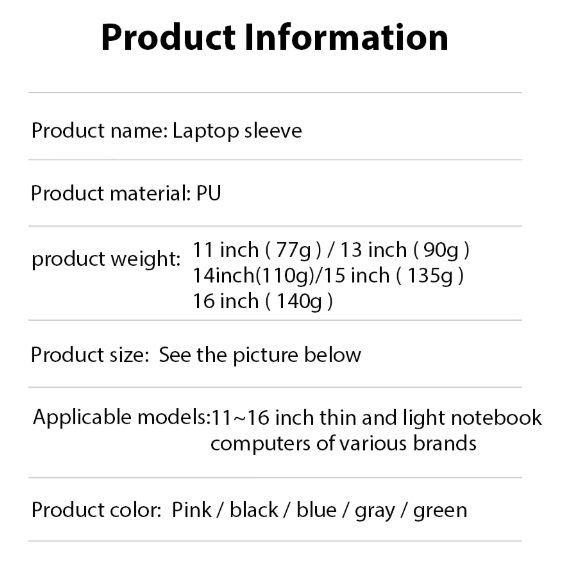 Product Information
Product name: Laptop sleeve
Product material: PU
product weight: 11 inch ( 77g ) / 13 inch ( 90g )
14inch(110g)/15 inch ( 135g )
16 inch ( 140g )
Product size: See the picture below
Applicable models:11~16 inch thin and light notebook
computers of various brands
Product color: Pink / black / blue / gray / green